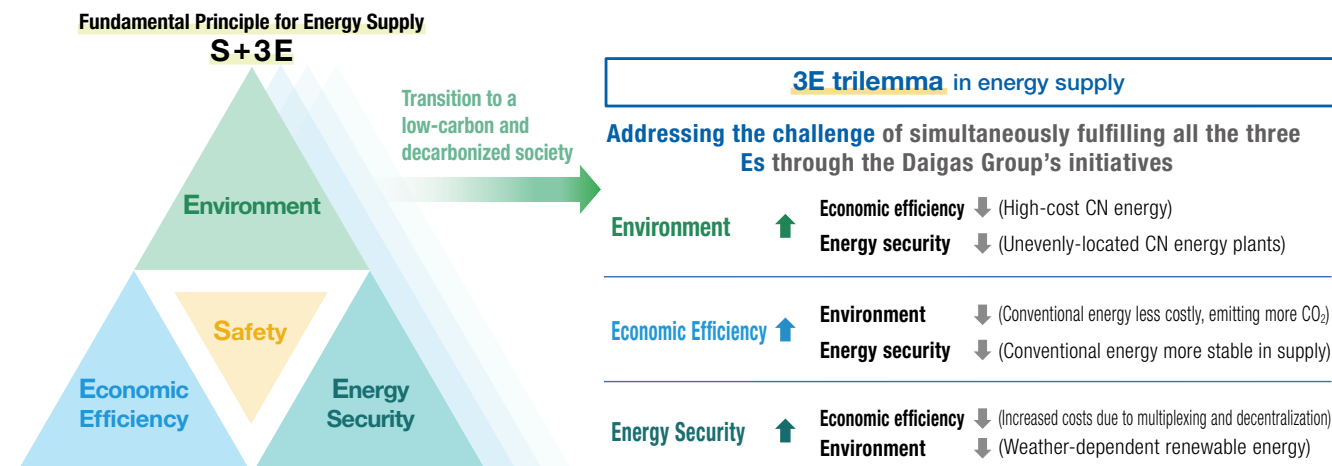 Fundamental Principle for Energy Supply
S+3E
Environment
Safety
Economic
Efficiency
Energy
Security
Transition to a
low-carbon and
decarbonized society
3E trilemma in energy supply
Addressing the challenge of simultaneously fulfilling all the three
Es through the Daigas Group's initiatives
Environment
Economic efficiency (High-cost CN energy)
Energy security (Unevenly-located CN energy plants)
Economic Efficiency
Environment (Conventional energy less costly, emitting more CO₂)
Energy security (Conventional energy more stable in supply)
Energy Security
Economic efficiency (Increased costs due to multiplexing and decentralization)
Environment (Weather-dependent renewable energy)